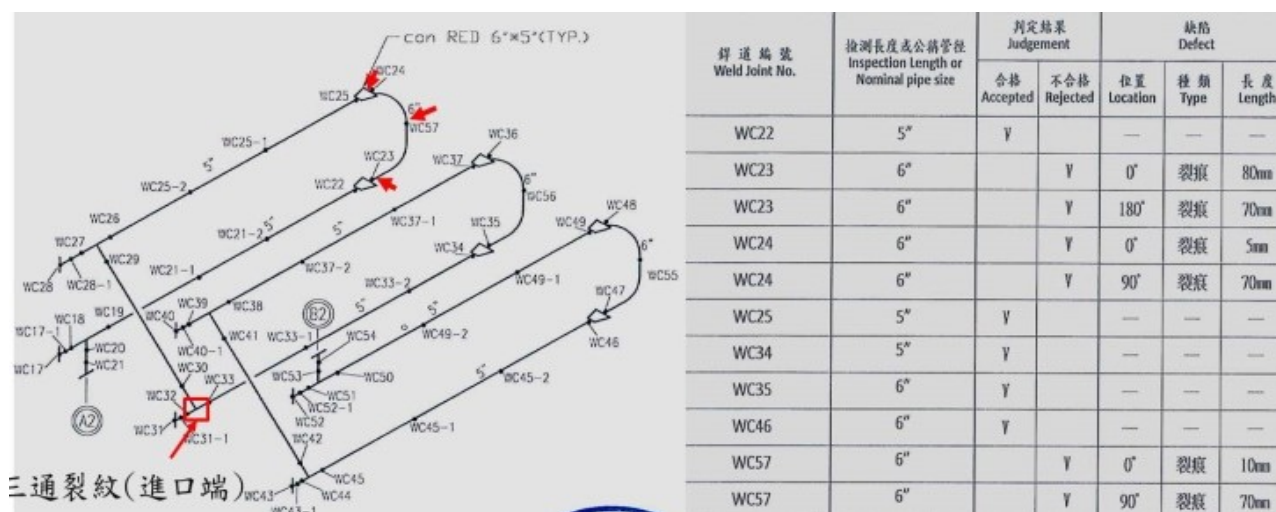 con RED 6"*5"(TYP.)
WC24
WC25
6"
WC57
WC25-1
5"
WC23
WC36
WC37
WC22
WC25-2
6"
WC56
WC48
WC26
WC21-2
5"
5"
WC37-1
WC35
WC49
WC27
WC34
6"
WC29
WC28
WC28-1
WC21-1
WC37-2
WC33-2
WC49-1
WC55
WC39
WC38
WC47
WC17-1
WC18
WC19
WC40
B2
5"
5"
WC40-1
WC41
WC33-1
WC54
WC49-2
WC46
WC17
WC20
WC21
WC53
WC50
5"
WC45-2
WC30
WC33
WC51
WC32
WC52-1
WC52
A2
WC31
WC31-1
WC45-1
WC42
三通裂紋(進口端)
WC45
WC43
WC44
WC43-1
銲道編號
Weld Joint No.
檢測長度或公稱管徑
Inspection Length or
Nominal pipe size
判定結果
Judgement
缺陷
Defect
合格
Accepted
不合格
Rejected
位置
Location
種類
Type
長度
Length
WC22 5" V — — —
WC23 6" V 0° 裂痕 80mm
WC23 6" V 180° 裂痕 70mm
WC24 6" V 0° 裂痕 5mm
WC24 6" V 90° 裂痕 70mm
WC25 5" V — — —
WC34 5" V — — —
WC35 6" V — — —
WC46 6" V — — —
WC57 6" V 0° 裂痕 10mm
WC57 6" V 90° 裂痕 70mm